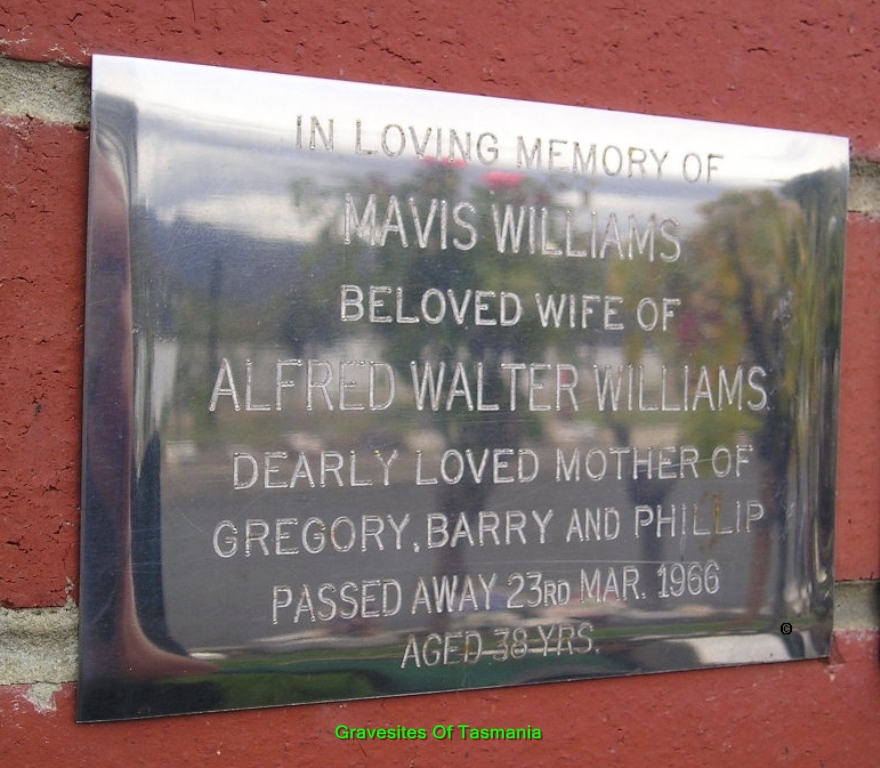 IN LOVING MEMORY OF
MAVIS WILLIAMS
BELOVED WIFE OF
ALFRED WALTER WILLIAMS
DEARLY LOVED MOTHER OF
GREGORY, BARRY AND PHILLIP
PASSED AWAY 23RD MAR. 1966
AGED 38 YRS.
©
Gravesites Of Tasmania